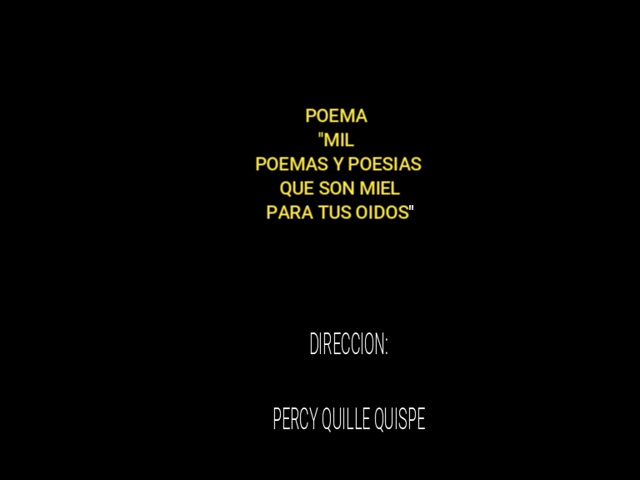 POEMA
"MIL
POEMAS Y POESIAS
QUE SON MIEL
PARA TUS OIDOS"
DIRECCION:
PERCY QUILLE QUISPE